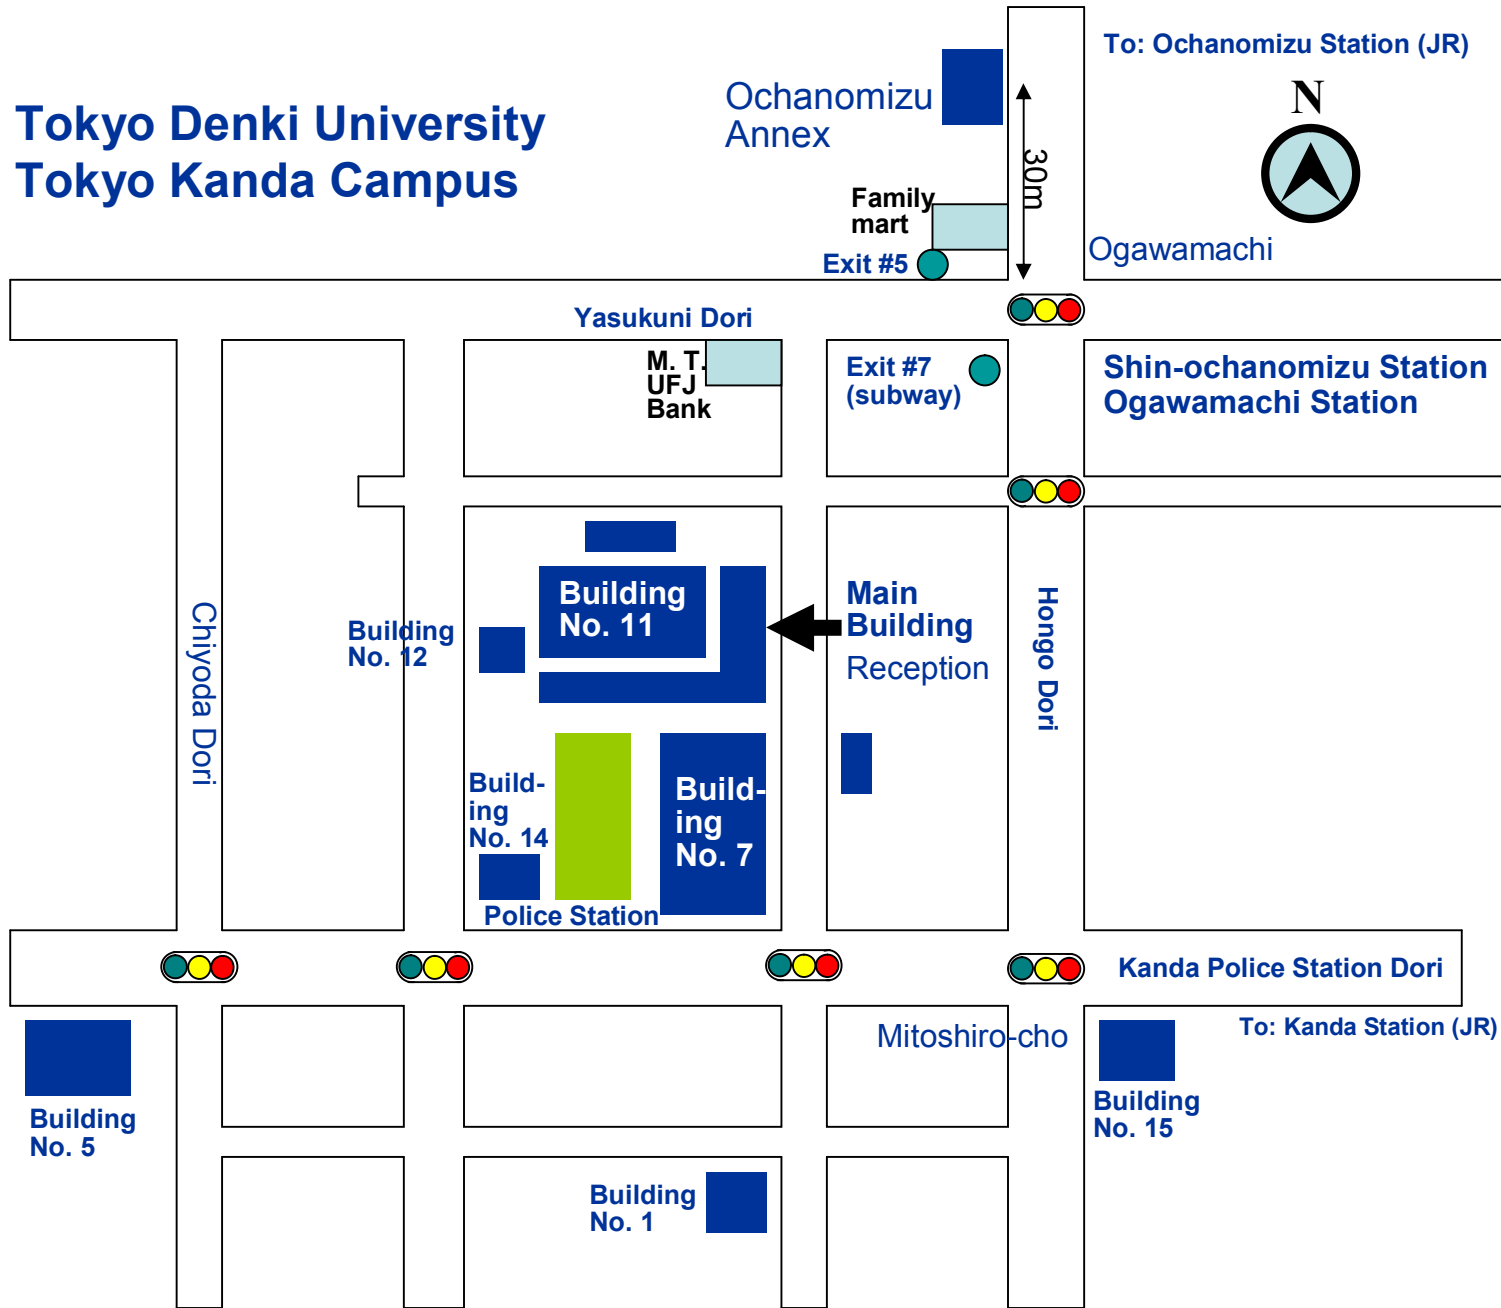 To: Ochanomizu Station (JR)
N
Tokyo Denki University
Tokyo Kanda Campus
Ochanomizu
Annex
30m
Family
mart
Exit #5
Ogawamachi
Yasukuni Dori
M. T.
UFJ
Bank
Exit #7
(subway)
Shin-ochanomizu Station
Ogawamachi Station
Chiyoda Dori
Building
No. 12
Building
No. 11
Main
Building
Reception
Hongo Dori
Build-
ing
No. 14
Build-
ing
No. 7
Police Station
Kanda Police Station Dori
Mitoshiro-cho
To: Kanda Station (JR)
Building
No. 5
Building
No. 15
Building
No. 1